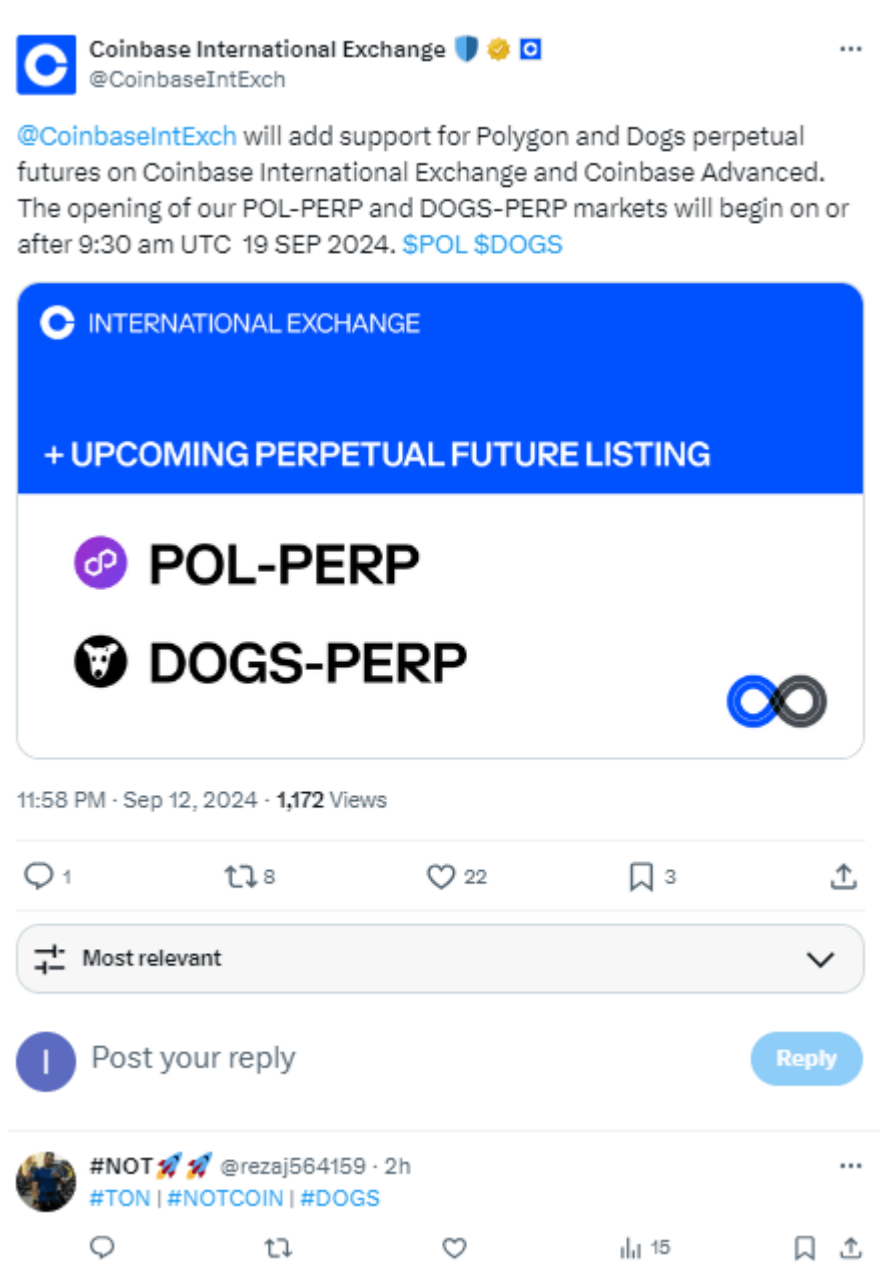 Coinbase International Exchange
@CoinbaseIntExch
@CoinbaseIntExch will add support for Polygon and Dogs perpetual
futures on Coinbase International Exchange and Coinbase Advanced.
The opening of our POL-PERP and DOGS-PERP markets will begin on or
after 9:30 am UTC 19 SEP 2024. $POL $DOGS
INTERNATIONAL EXCHANGE
+ UPCOMING PERPETUAL FUTURE LISTING
POL-PERP
DOGS-PERP
11:58 PM · Sep 12, 2024 · 1,172 Views
1 8 22 3
Most relevant
I Post your reply Reply
#NOT🚀🚀 @rezaj564159 · 2h
#TON | #NOTCOIN | #DOGS
15